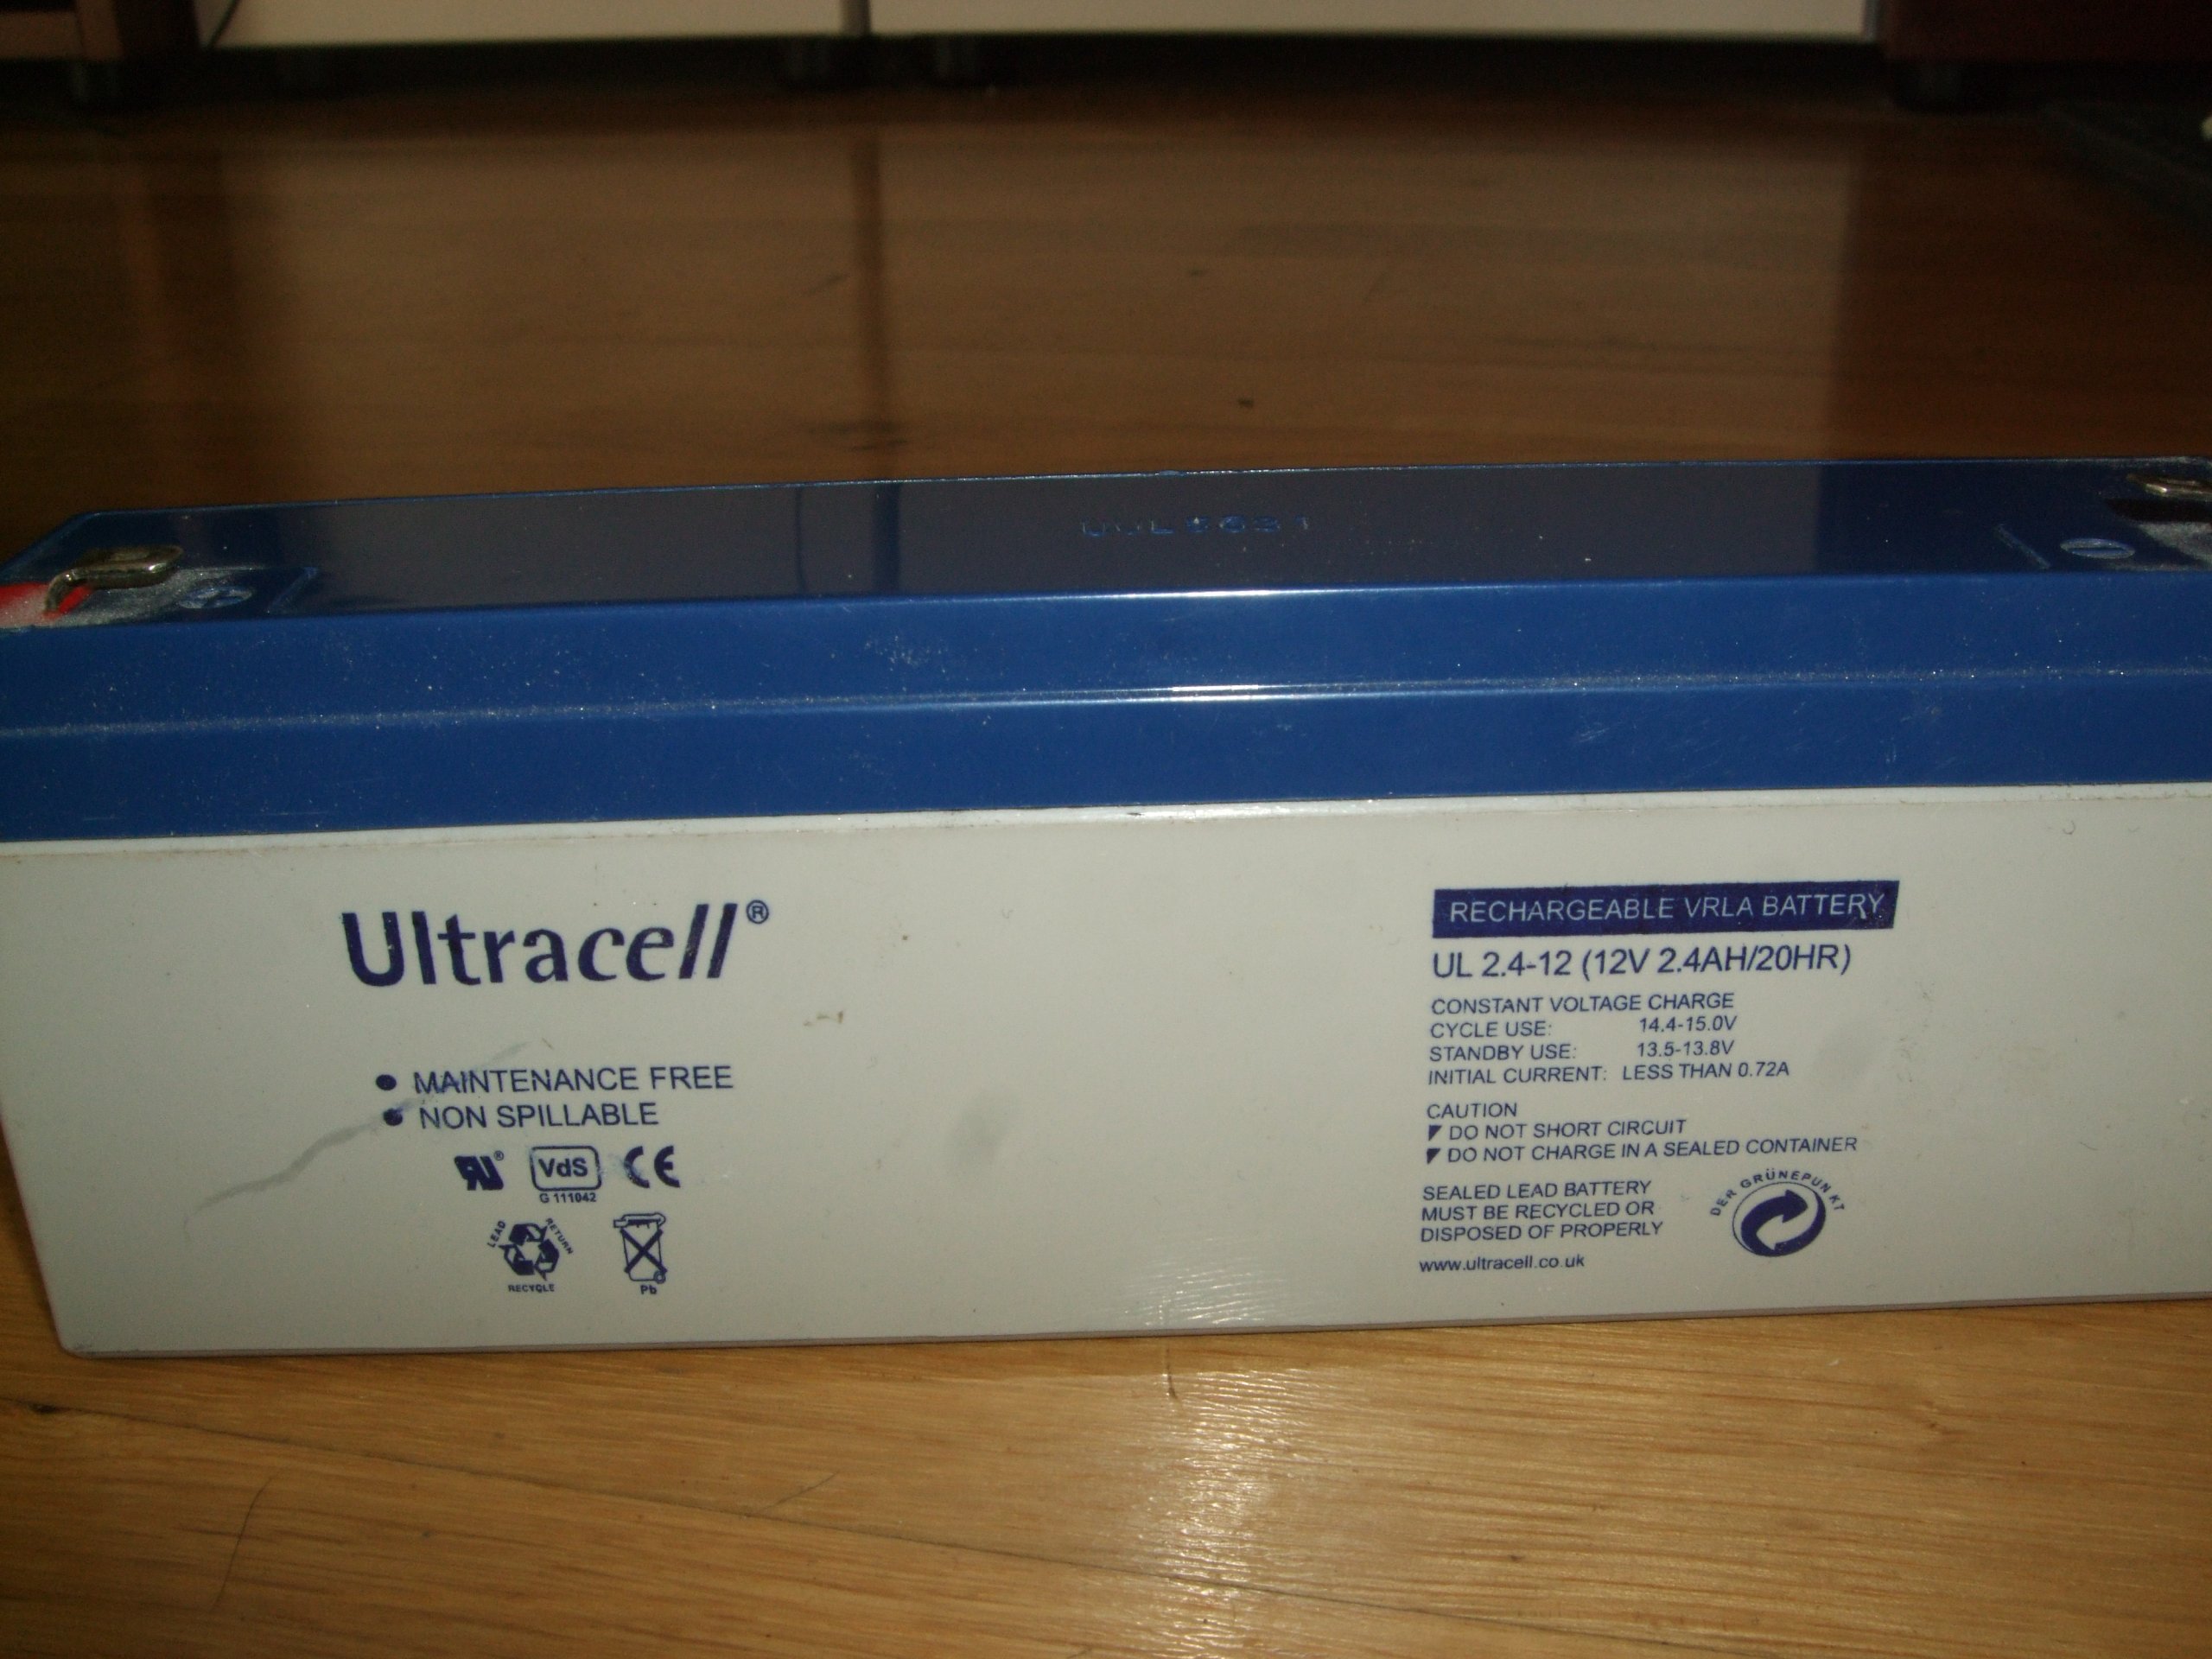 Ultracell®
MAINTENANCE FREE
NON SPILLABLE
VdS
G 111042
CE
LEAD RETURN
RECYCLE
Pb
RECHARGEABLE VRLA BATTERY
UL 2.4-12 (12V 2.4AH/20HR)
CONSTANT VOLTAGE CHARGE
CYCLE USE: 14.4-15.0V
STANDBY USE: 13.5-13.8V
INITIAL CURRENT: LESS THAN 0.72A
CAUTION
DO NOT SHORT CIRCUIT
DO NOT CHARGE IN A SEALED CONTAINER
SEALED LEAD BATTERY
MUST BE RECYCLED OR
DISPOSED OF PROPERLY
DER GRÜNEPUNKT
www.ultracell.co.uk